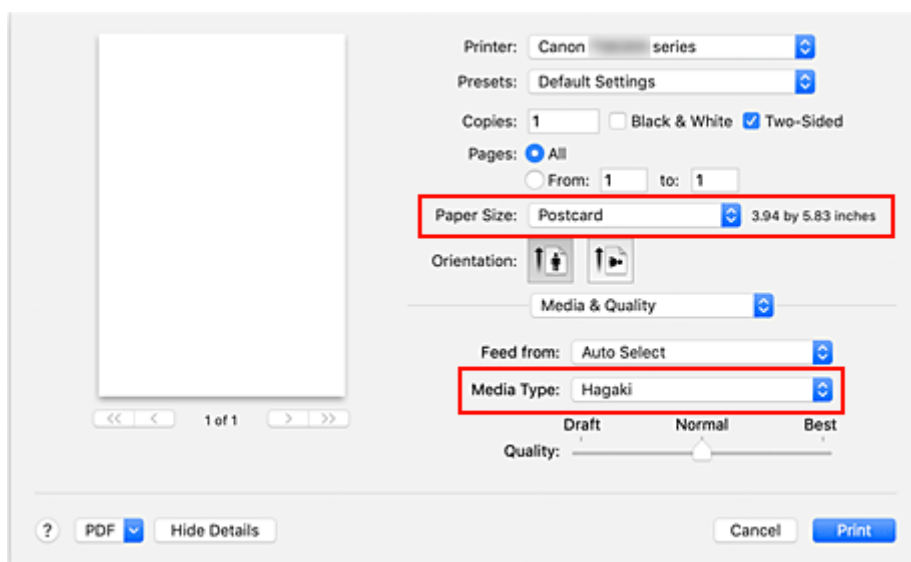 Printer: Canon series
Presets: Default Settings
Copies: 1 Black & White Two-Sided
Pages: All
From: 1 to: 1
Paper Size: Postcard 3.94 by 5.83 inches
Orientation:
Media & Quality
Feed from: Auto Select
Media Type: Hagaki
Draft Normal Best
Quality:
<< < 1 of 1 > >>
? PDF Hide Details Cancel Print